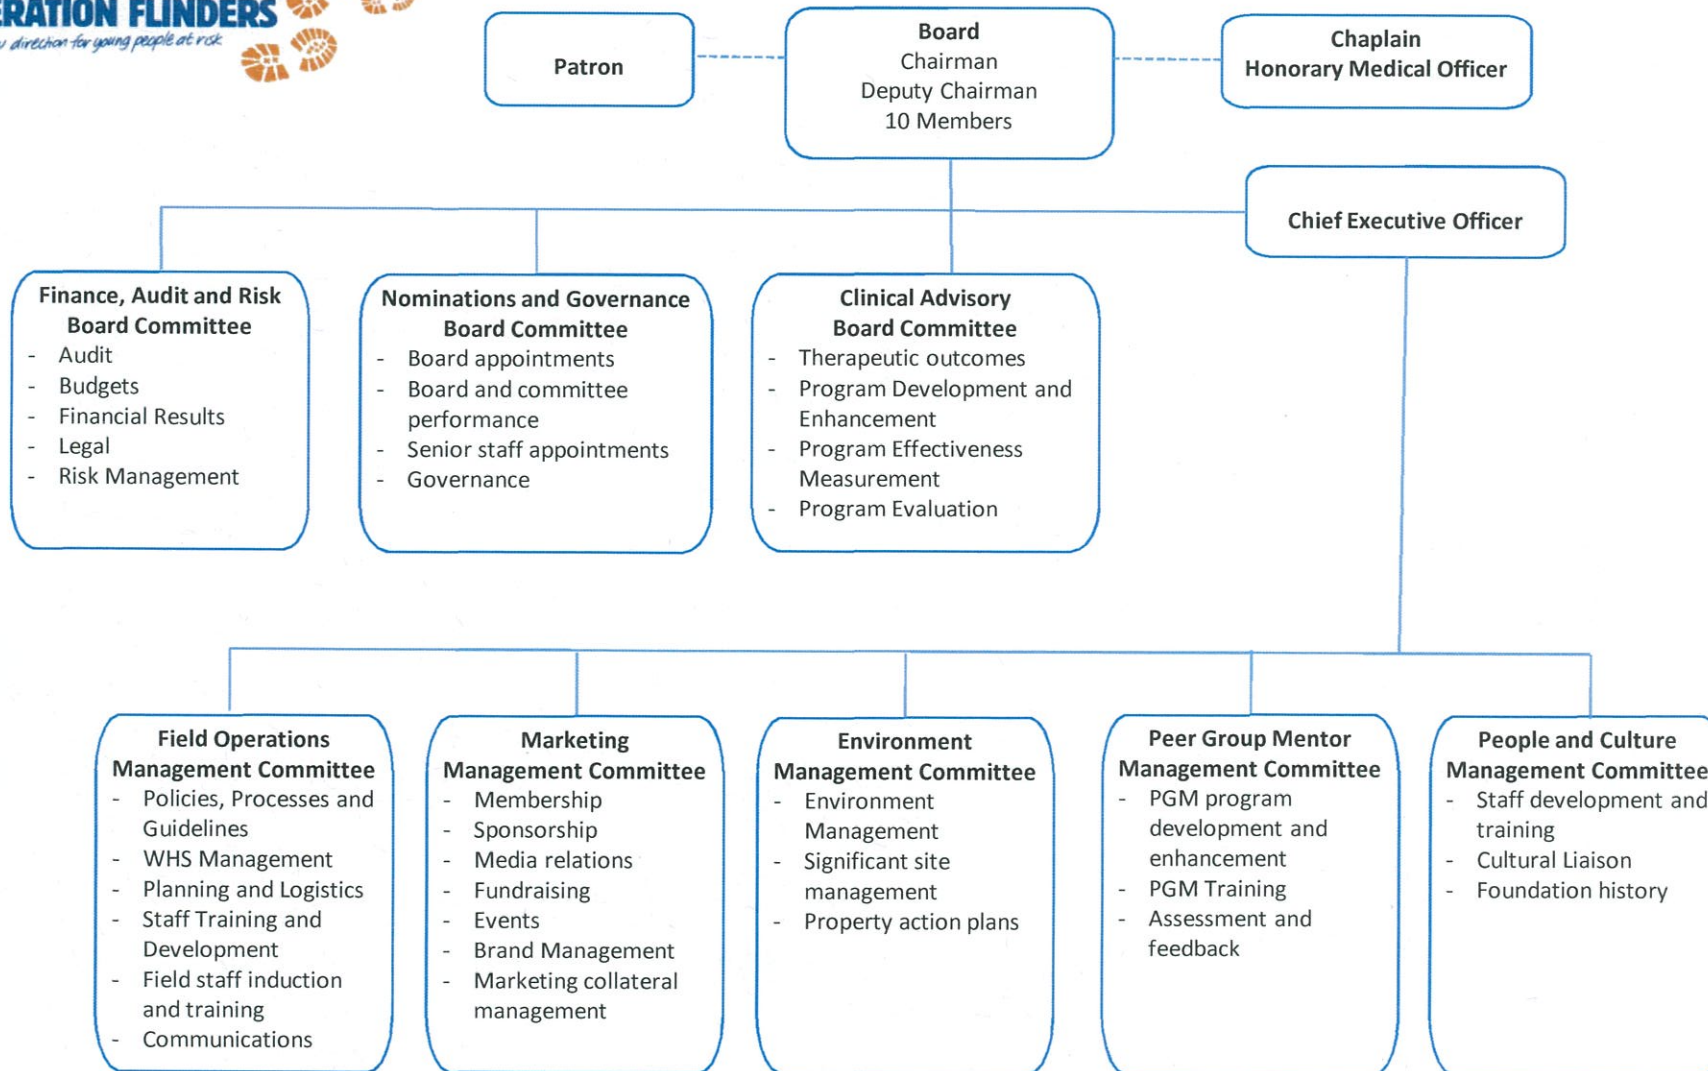 ERATION FLINDERS
direction for young people at risk
Patron
Board
Chairman
Deputy Chairman
10 Members
Chaplain
Honorary Medical Officer
Chief Executive Officer
Finance, Audit and Risk
Board Committee
- Audit
- Budgets
- Financial Results
- Legal
- Risk Management
Nominations and Governance
Board Committee
- Board appointments
- Board and committee
performance
- Senior staff appointments
- Governance
Clinical Advisory
Board Committee
- Therapeutic outcomes
- Program Development and
Enhancement
- Program Effectiveness
Measurement
- Program Evaluation
Field Operations
Management Committee
- Policies, Processes and
Guidelines
- WHS Management
- Planning and Logistics
- Staff Training and
Development
- Field staff induction
and training
- Communications
Marketing
Management Committee
- Membership
- Sponsorship
- Media relations
- Fundraising
- Events
- Brand Management
- Marketing collateral
management
Environment
Management Committee
- Environment
Management
- Significant site
management
- Property action plans
Peer Group Mentor
Management Committee
- PGM program
development and
enhancement
- PGM Training
- Assessment and
feedback
People and Culture
Management Committee
- Staff development and
training
- Cultural Liaison
- Foundation history